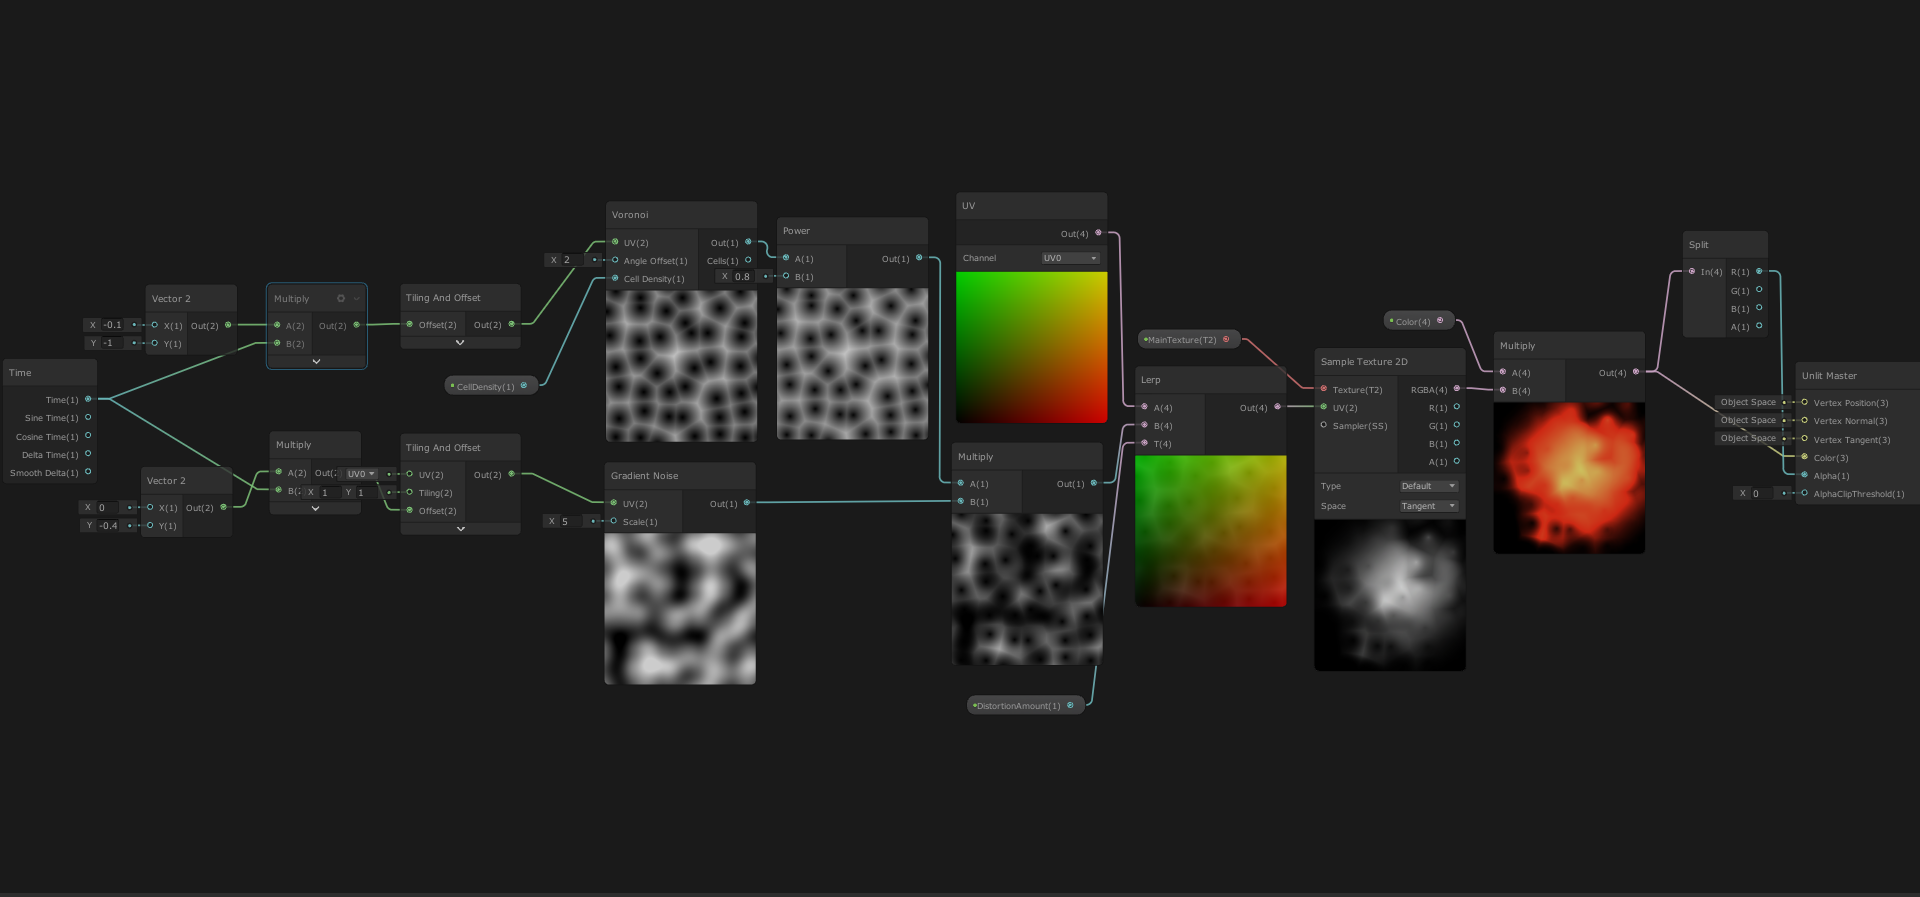 Time
Time(1)
Sine Time(1)
Cosine Time(1)
Delta Time(1)
Smooth Delta(1)
X -0.1
Y -1
Vector 2
X(1) Out(2)
Y(1)
Multiply
A(2) Out(2)
B(2)
Tiling And Offset
Offset(2) Out(2)
X 0
Y -0.4
Vector 2
X(1) Out(2)
Y(1)
Multiply
A(2) Out(2
B(2
UV0
X 1 Y 1
Tiling And Offset
UV(2) Out(2)
Tiling(2)
Offset(2)
CellDensity(1)
X 2
Voronoi
UV(2) Out(1)
Angle Offset(1) Cells(1)
Cell Density(1)
X 0.8
Power
A(1) Out(1)
B(1)
X 5
Gradient Noise
UV(2) Out(1)
Scale(1)
UV
Out(4)
Channel UV0
Multiply
A(1) Out(1)
B(1)
DistortionAmount(1)
MainTexture(T2)
Lerp
A(4) Out(4)
B(4)
T(4)
Sample Texture 2D
Texture(T2) RGBA(4)
UV(2) R(1)
Sampler(SS) G(1)
B(1)
A(1)
Type Default
Space Tangent
Color(4)
Multiply
A(4) Out(4)
B(4)
Split
In(4) R(1)
G(1)
B(1)
A(1)
Unlit Master
Object Space Vertex Position(3)
Object Space Vertex Normal(3)
Object Space Vertex Tangent(3)
Color(3)
Alpha(1)
X 0 AlphaClipThreshold(1)